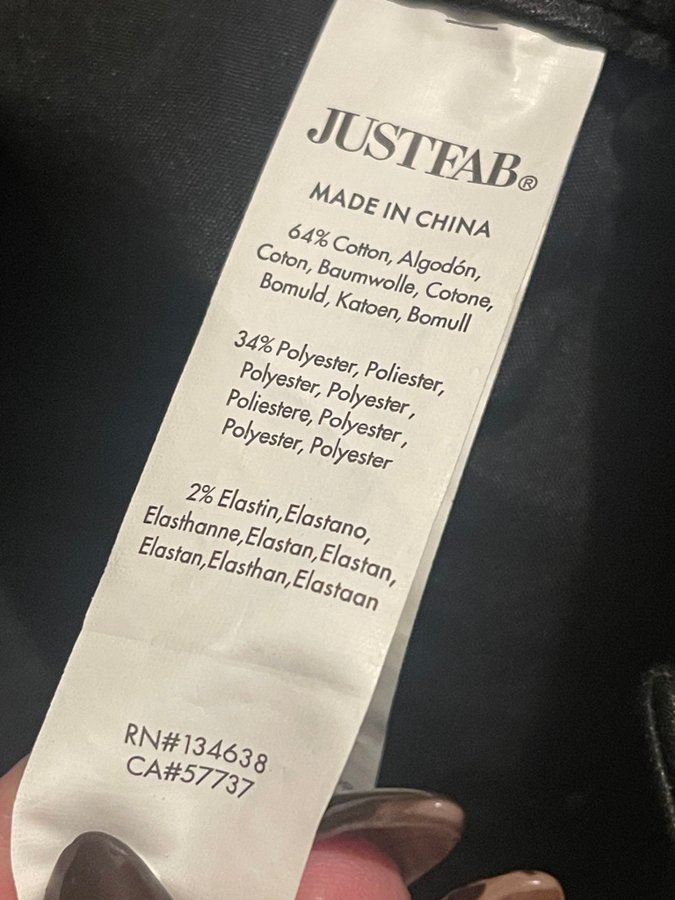 JUSTFAB®
MADE IN CHINA
64% Cotton, Algodón,
Coton, Baumwolle, Cotone,
Bomuld, Katoen, Bomull
34% Polyester, Poliester,
Polyester, Polyester,
Poliestere, Polyester,
Polyester, Polyester
2% Elastin,Elastano,
Elasthanne,Elastan,Elastan,
Elastan,Elasthan,Elastaan
RN#134638
CA#57737